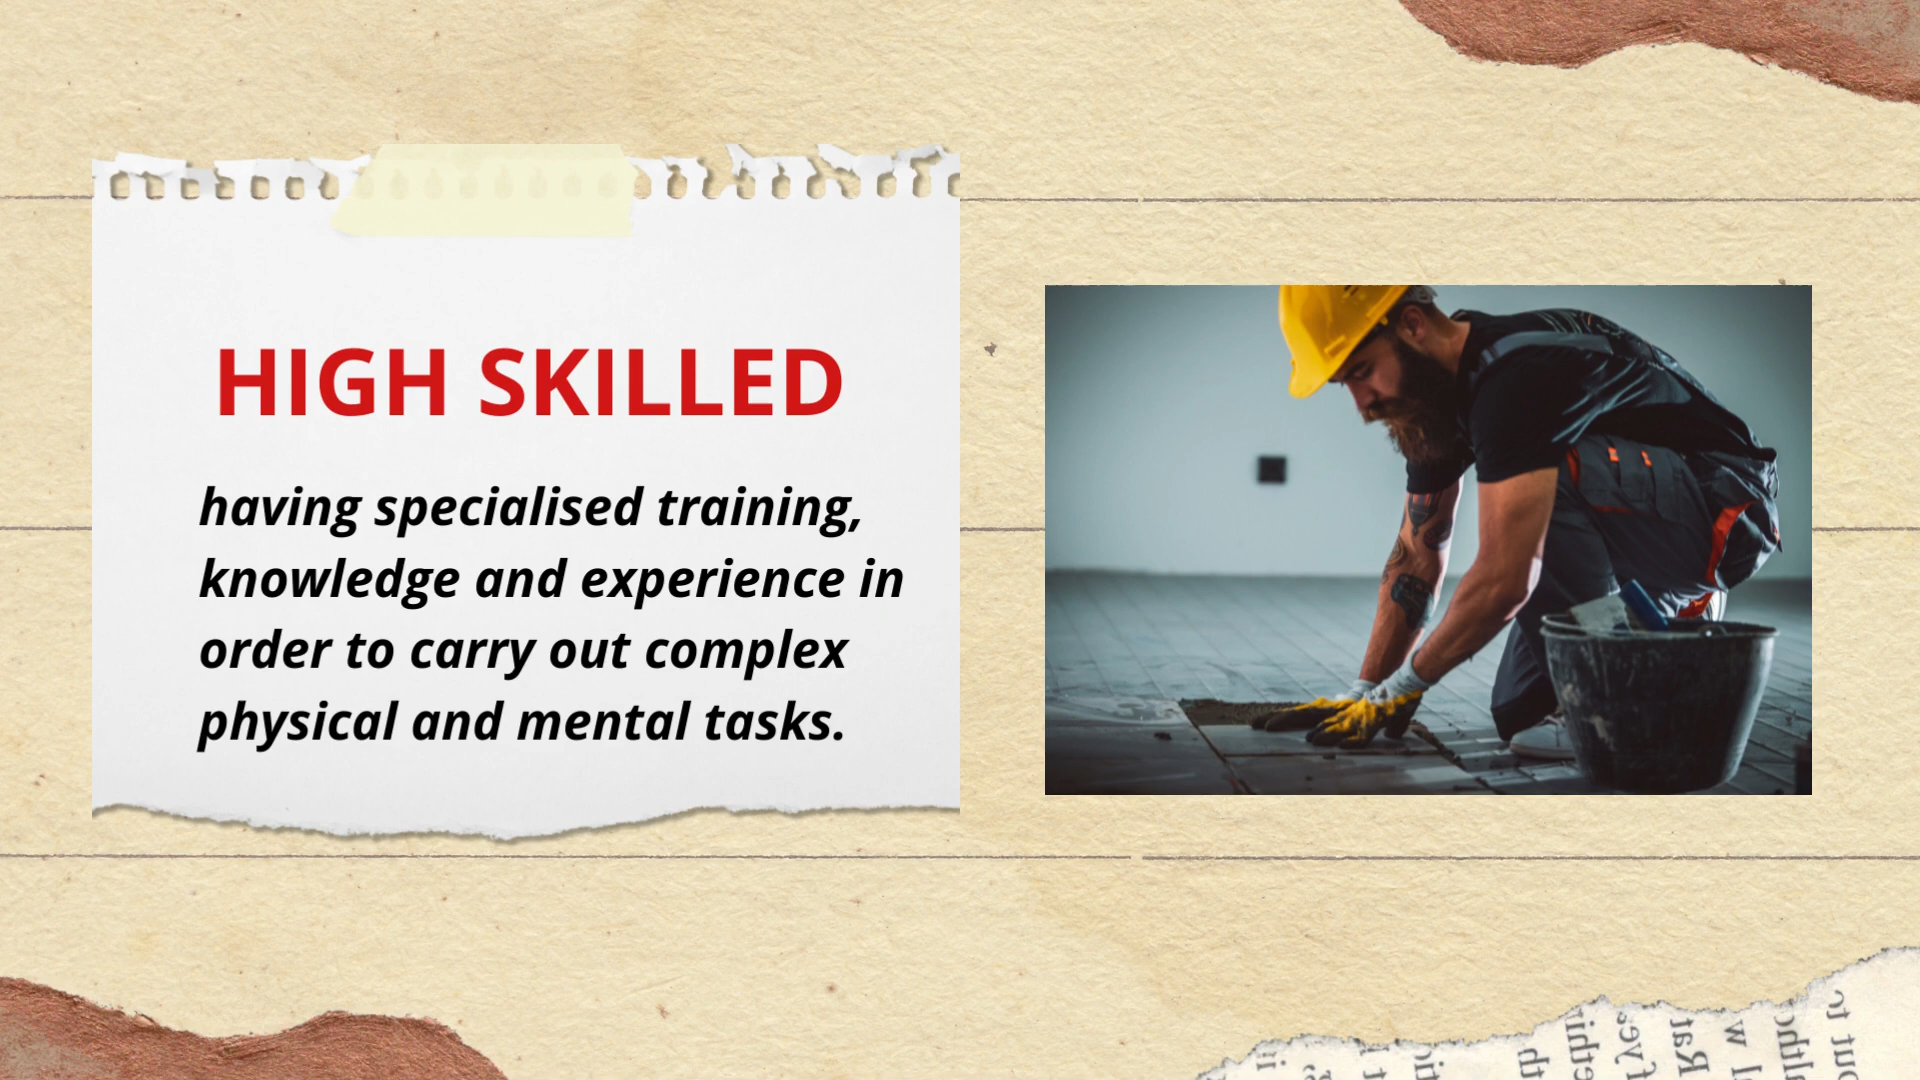 HIGH SKILLED
having specialised training,
knowledge and experience in
order to carry out complex
physical and mental tasks.